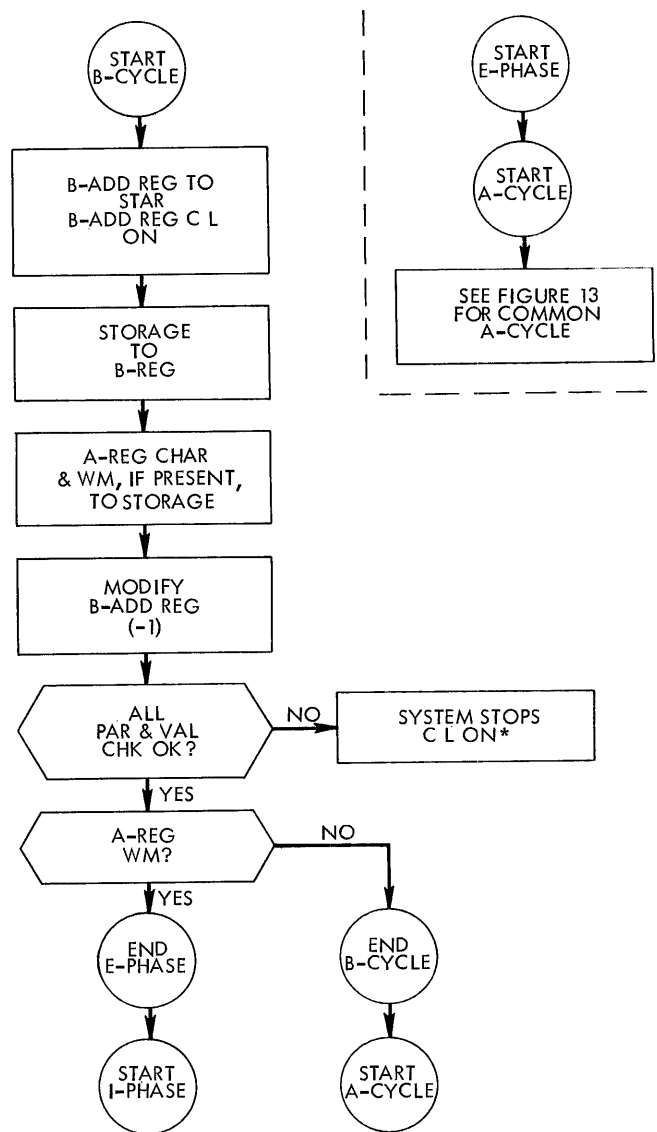 START
B-CYCLE
B-ADD REG TO
STAR
B-ADD REG C L
ON
STORAGE
TO
B-REG
A-REG CHAR
& WM, IF PRESENT,
TO STORAGE
MODIFY
B-ADD REG
(-1)
ALL
PAR & VAL
CHK OK?
NO
SYSTEM STOPS
C L ON*
YES
A-REG
WM?
NO
YES
END
E-PHASE
END
B-CYCLE
START
I-PHASE
START
A-CYCLE
START
E-PHASE
START
A-CYCLE
SEE FIGURE 13
FOR COMMON
A-CYCLE